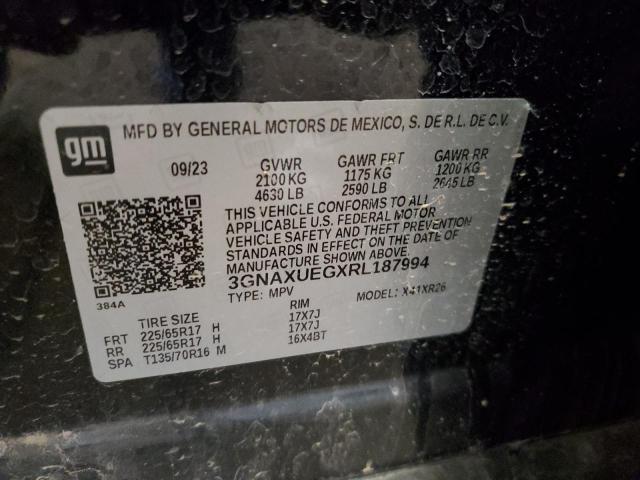 gm
MFD BY GENERAL MOTORS DE MEXICO, S. DE R.L. DE C.V.
09/23 GVWR GAWR FRT GAWR RR
2100 KG 1175 KG 1200 KG
4630 LB 2590 LB 2645 LB
THIS VEHICLE CONFORMS TO ALL
APPLICABLE U.S. FEDERAL MOTOR
VEHICLE SAFETY AND THEFT PREVENTION
STANDARDS IN EFFECT ON THE DATE OF
MANUFACTURE SHOWN ABOVE.
3GNAXUEGXRL187994
384A
TYPE: MPV MODEL: X41XR26
TIRE SIZE RIM
FRT 225/65R17 H 17X7J
RR 225/65R17 H 17X7J
SPA T135/70R16 M 16X4BT